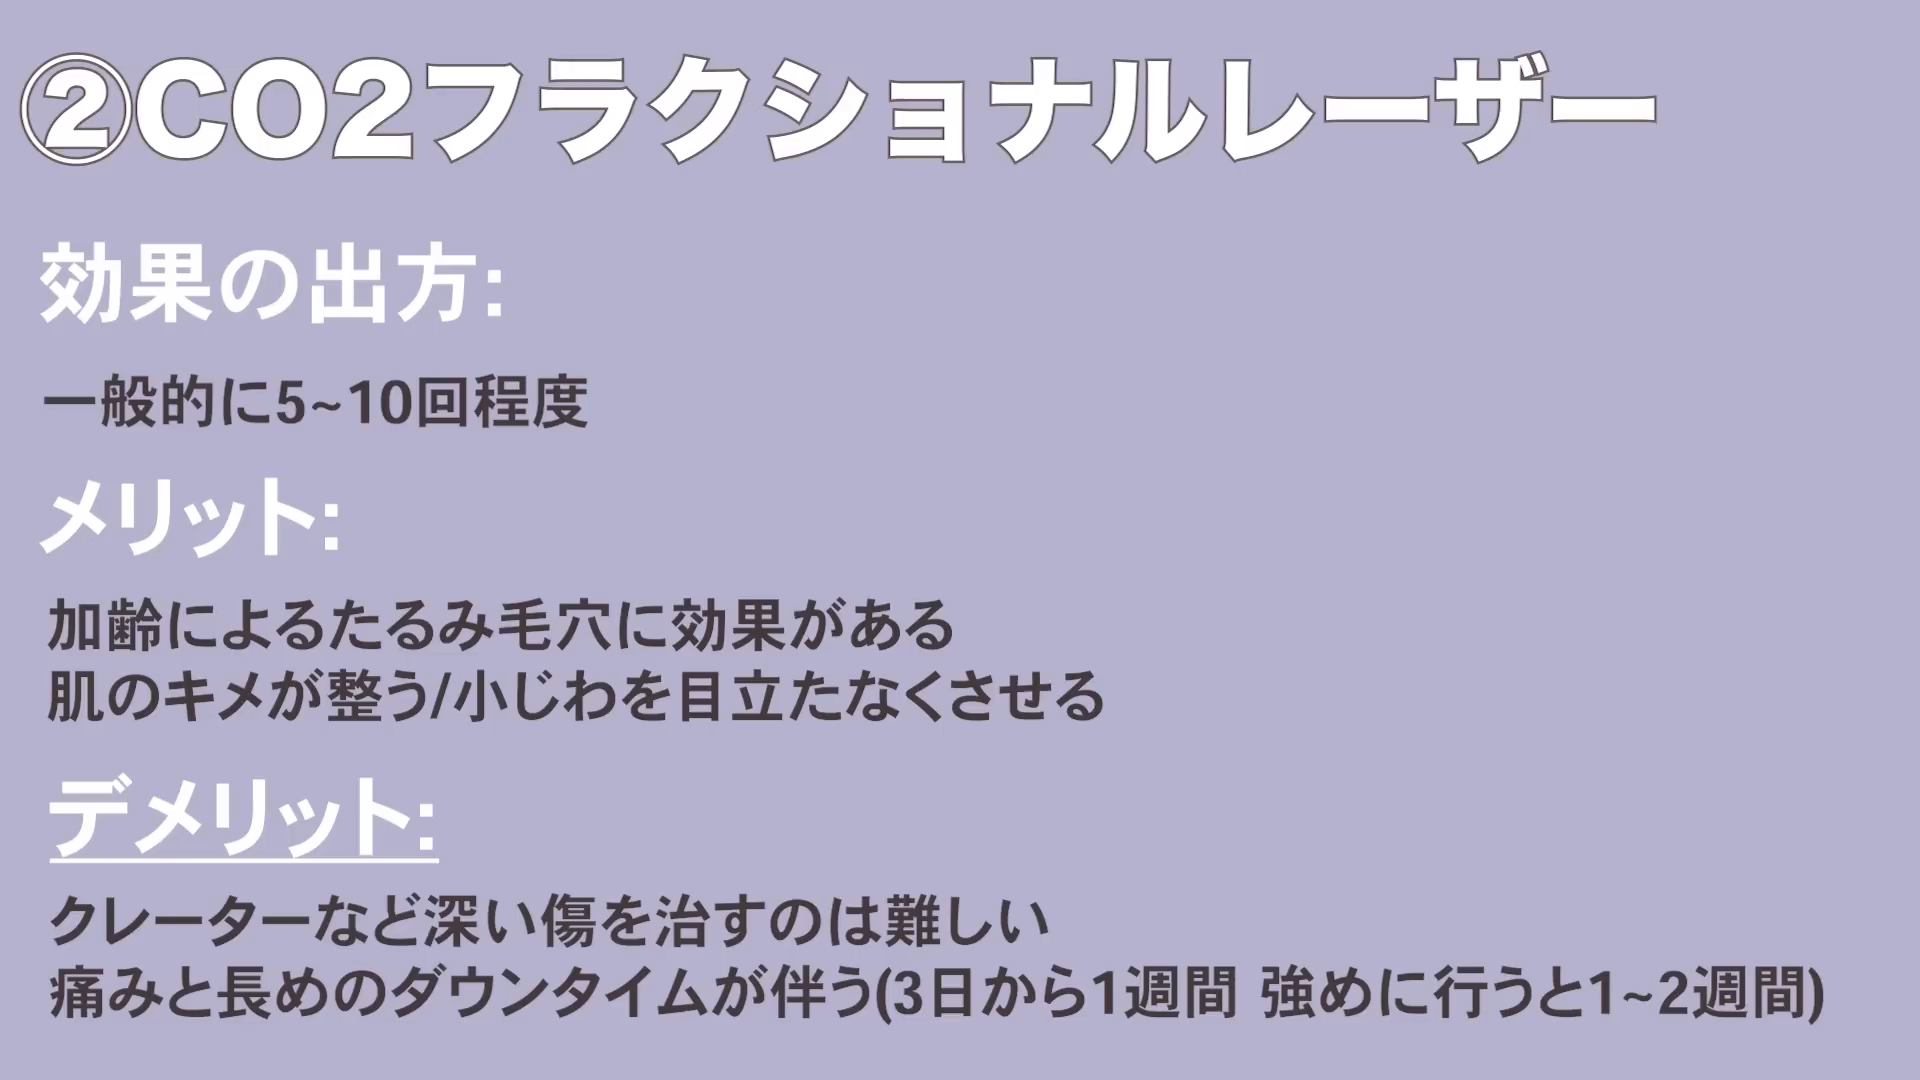 ②CO2フラクショナルレーザー
効果の出方:
一般的に5~10回程度
メリット:
加齢によるたるみ毛穴に効果がある
肌のキメが整う/小じわを目立たなくさせる
デメリット:
クレーターなど深い傷を治すのは難しい
痛みと長めのダウンタイムが伴う(3日から1週間 強めに行うと1~2週間)